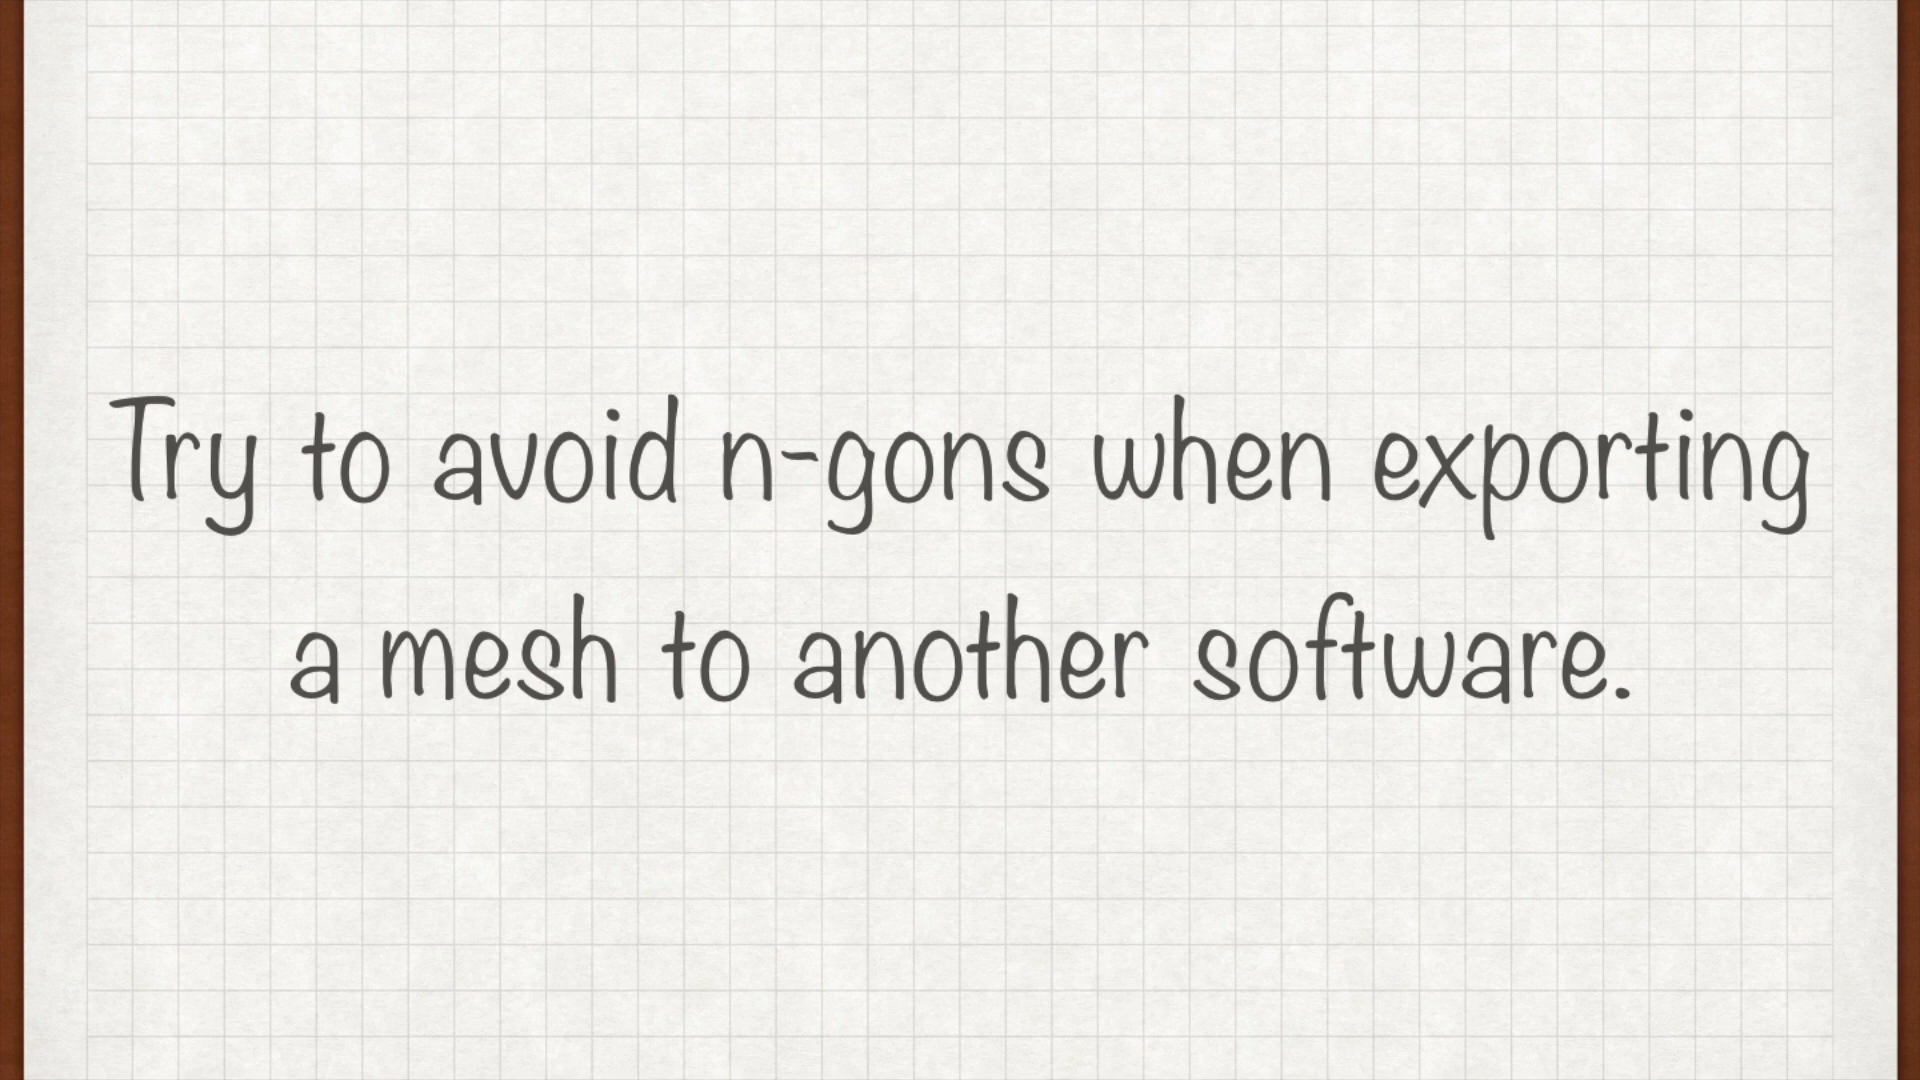 Try to avoid n-gons when exporting
a mesh to another software.